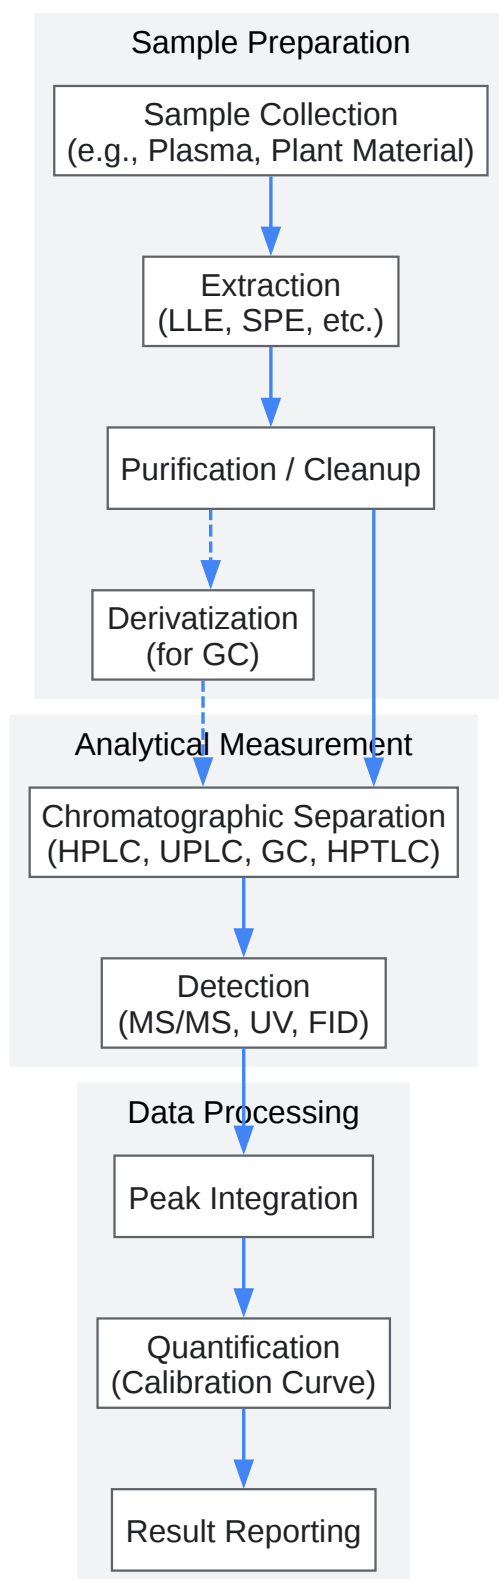 Sample Preparation
Sample Collection
(e.g., Plasma, Plant Material)
Extraction
(LLE, SPE, etc.)
Purification / Cleanup
Derivatization
(for GC)
Analytical Measurement
Chromatographic Separation
(HPLC, UPLC, GC, HPTLC)
Detection
(MS/MS, UV, FID)
Data Processing
Peak Integration
Quantification
(Calibration Curve)
Result Reporting